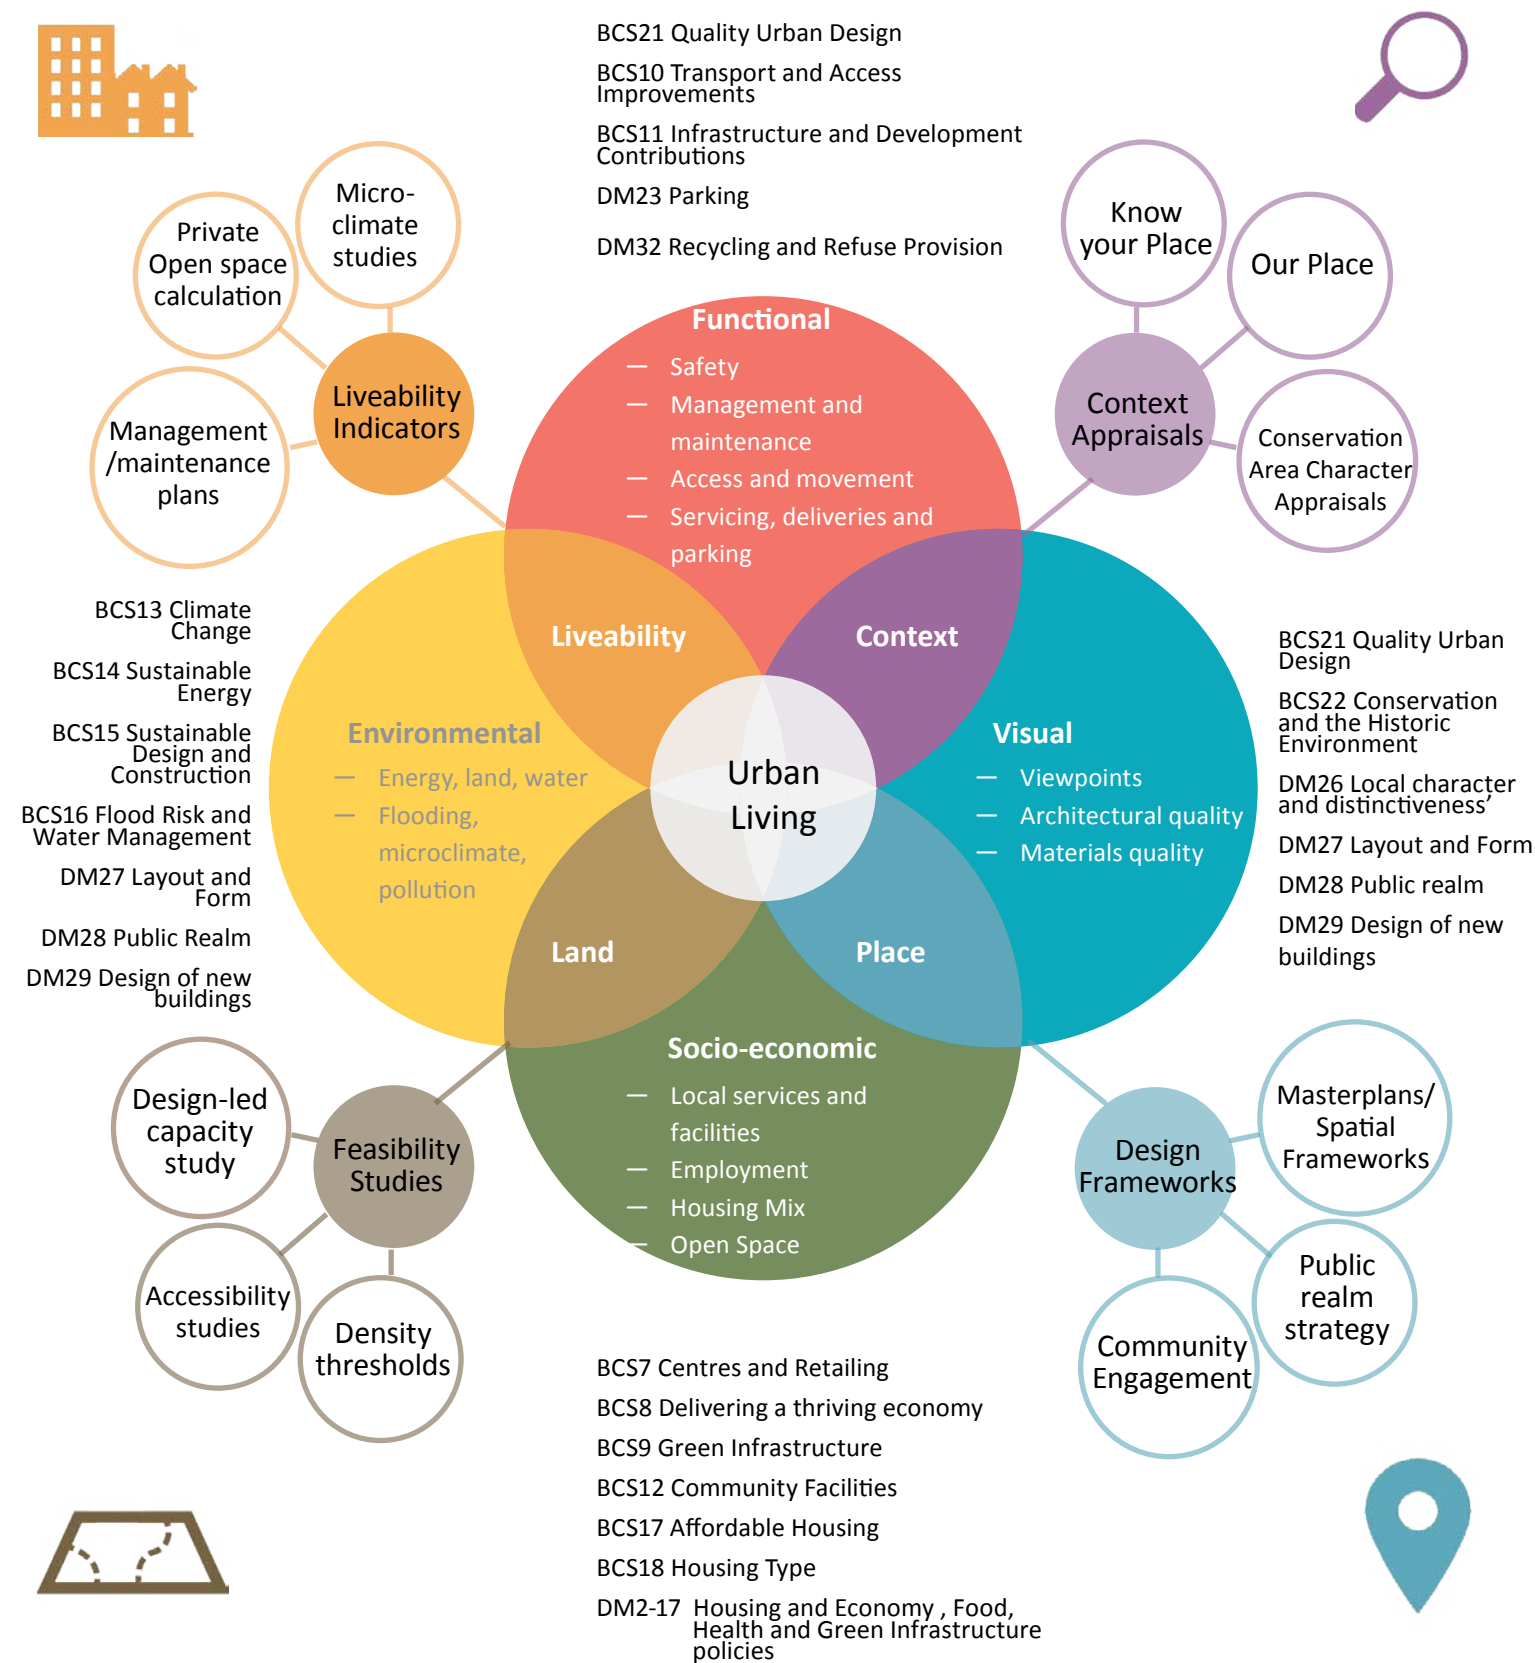 BCS21 Quality Urban Design
BCS10 Transport and Access
Improvements
BCS11 Infrastructure and Development
Contributions
DM23 Parking
DM32 Recycling and Refuse Provision
Micro-
climate
studies
Private
Open space
calculation
Management
/maintenance
plans
Liveability
Indicators
Know
your Place
Our Place
Conservation
Area Character
Appraisals
Context
Appraisals
Functional
— Safety
— Management and
maintenance
— Access and movement
— Servicing, deliveries and
parking
Liveability
Context
BCS13 Climate
Change
BCS14 Sustainable
Energy
BCS15 Sustainable
Design and
Construction
BCS16 Flood Risk and
Water Management
DM27 Layout and
Form
DM28 Public Realm
DM29 Design of new
buildings
Environmental
— Energy, land, water
— Flooding,
microclimate,
pollution
Urban
Living
Visual
— Viewpoints
— Architectural quality
— Materials quality
BCS21 Quality Urban
Design
BCS22 Conservation
and the Historic
Environment
DM26 Local character
and distinctiveness’
DM27 Layout and Form
DM28 Public realm
DM29 Design of new
buildings
Land
Place
Socio-economic
— Local services and
facilities
— Employment
— Housing Mix
— Open Space
Design-led
capacity
study
Feasibility
Studies
Accessibility
studies
Density
thresholds
Design
Frameworks
Masterplans/
Spatial
Frameworks
Public
realm
strategy
Community
Engagement
BCS7 Centres and Retailing
BCS8 Delivering a thriving economy
BCS9 Green Infrastructure
BCS12 Community Facilities
BCS17 Affordable Housing
BCS18 Housing Type
DM2-17 Housing and Economy , Food,
Health and Green Infrastructure
policies